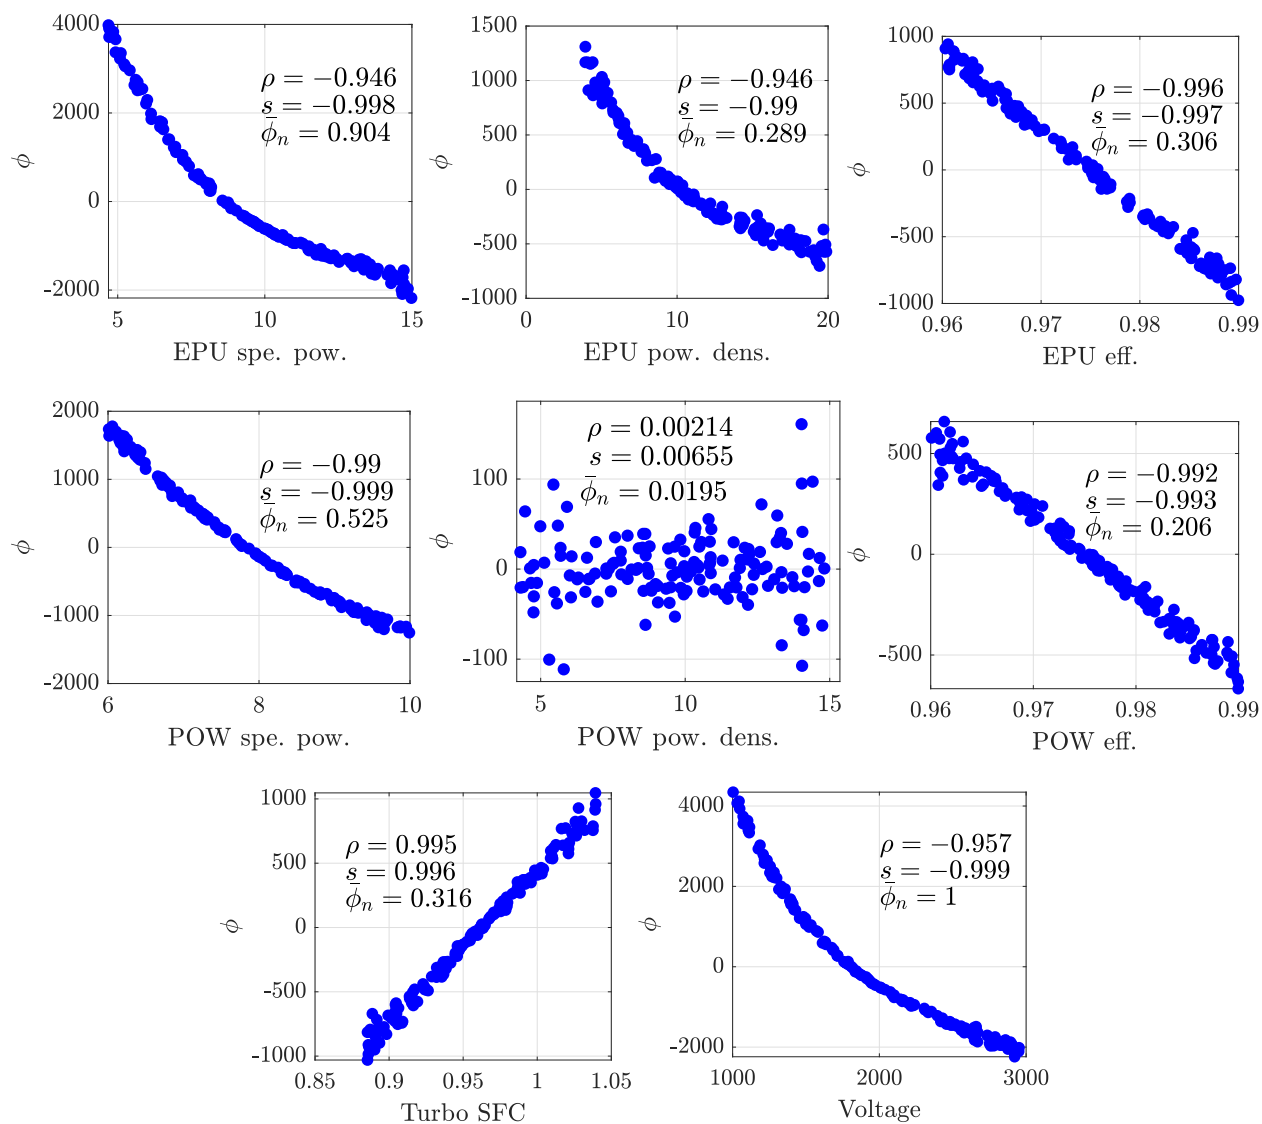 4000
2000
0
-2000
ϕ
ρ = −0.946
s = −0.998
ϕ̄ₙ = 0.904
5
10
15
EPU spe. pow.
1500
1000
500
0
-500
-1000
ϕ
ρ = −0.946
s = −0.99
ϕ̄ₙ = 0.289
0
10
20
EPU pow. dens.
1000
500
0
-500
-1000
ϕ
ρ = −0.996
s = −0.997
ϕ̄ₙ = 0.306
0.96
0.97
0.98
0.99
EPU eff.
2000
1000
0
-1000
-2000
ϕ
ρ = −0.99
s = −0.999
ϕ̄ₙ = 0.525
6
8
10
POW spe. pow.
100
0
-100
ϕ
ρ = 0.00214
s = 0.00655
ϕ̄ₙ = 0.0195
5
10
15
POW pow. dens.
500
0
-500
ϕ
ρ = −0.992
s = −0.993
ϕ̄ₙ = 0.206
0.96
0.97
0.98
0.99
POW eff.
1000
500
0
-500
-1000
ϕ
ρ = 0.995
s = 0.996
ϕ̄ₙ = 0.316
0.85
0.9
0.95
1
1.05
Turbo SFC
4000
2000
0
-2000
ϕ
ρ = −0.957
s = −0.999
ϕ̄ₙ = 1
1000
2000
3000
Voltage